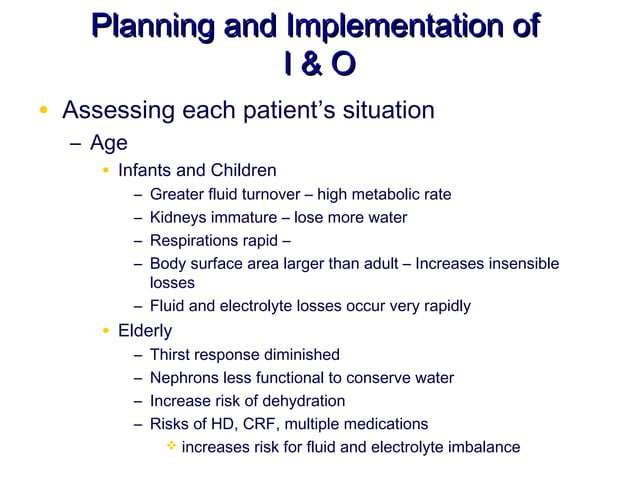 Planning and Implementation of
I & O
• Assessing each patient’s situation
– Age
• Infants and Children
– Greater fluid turnover – high metabolic rate
– Kidneys immature – lose more water
– Respirations rapid –
– Body surface area larger than adult – Increases insensible
losses
– Fluid and electrolyte losses occur very rapidly
• Elderly
– Thirst response diminished
– Nephrons less functional to conserve water
– Increase risk of dehydration
– Risks of HD, CRF, multiple medications
❖ increases risk for fluid and electrolyte imbalance